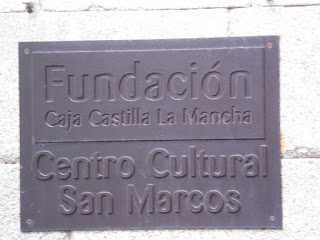 Fundación
Caja Castilla La Mancha
Centro Cultural
San Marcos